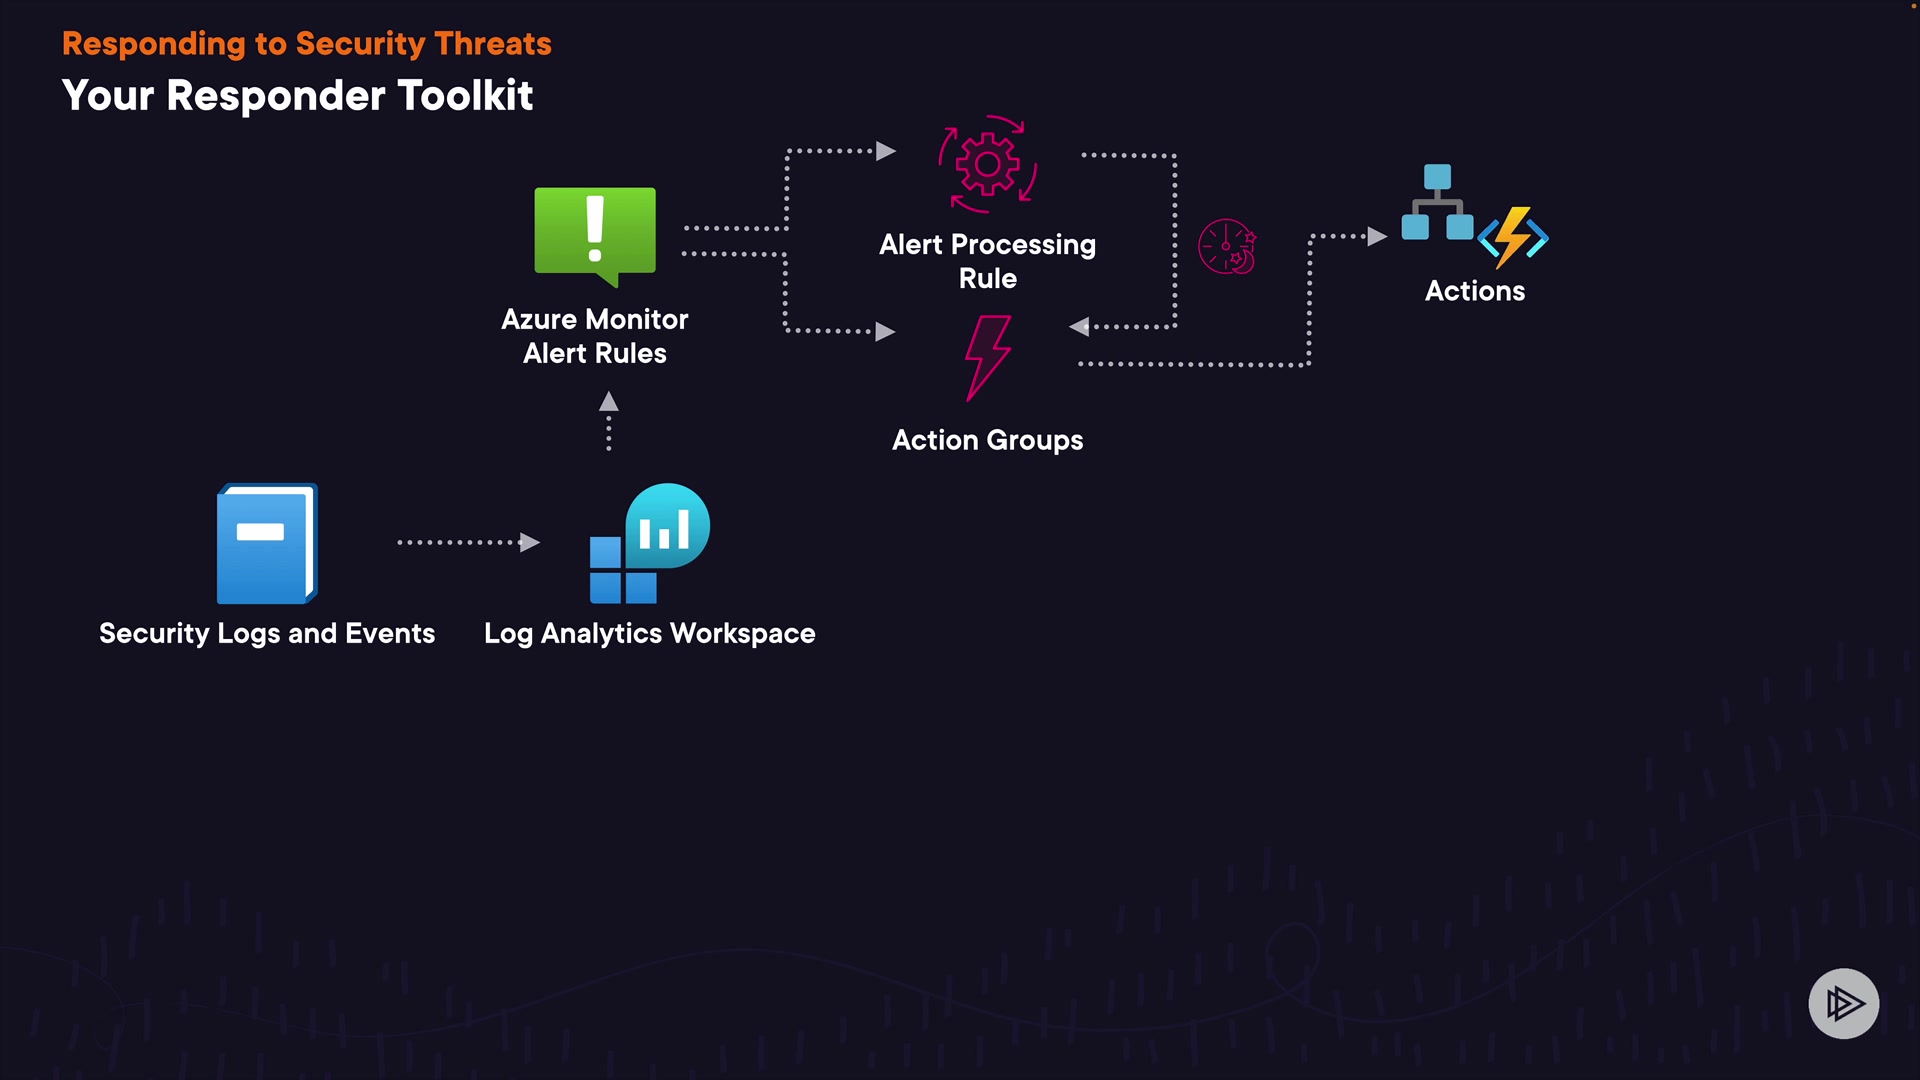 Responding to Security Threats
Your Responder Toolkit
Alert Processing
Rule
Actions
Azure Monitor
Alert Rules
Action Groups
Security Logs and Events
Log Analytics Workspace